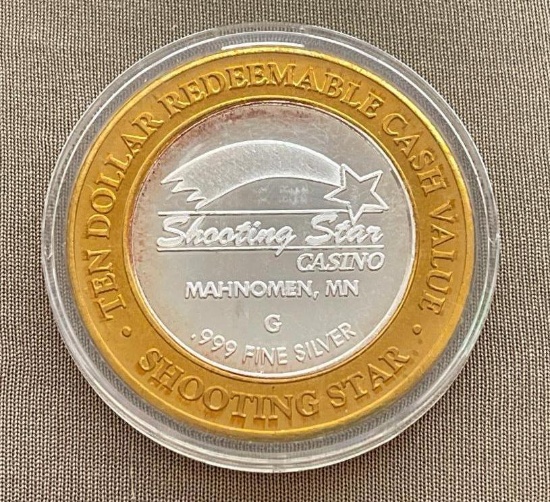 TEN DOLLAR REDEEMABLE CASH VALUE
Shooting Star
CASINO
MAHNOMEN, MN
G
.999 FINE SILVER
• SHOOTING STAR •